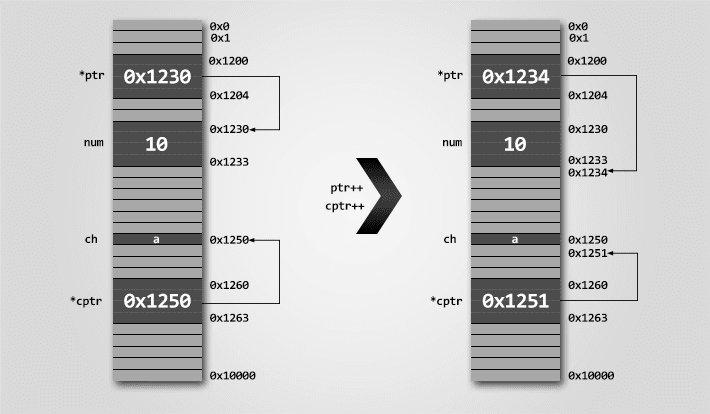 0x0
0x1
0x1200
*ptr 0x1230
0x1204
0x1230
num 10
0x1233
ch a 0x1250
0x1260
*cptr 0x1250
0x1263
0x10000
ptr++
cptr++
0x0
0x1
0x1200
*ptr 0x1234
0x1204
0x1230
num 10
0x1233
0x1234
ch a 0x1250
0x1251
0x1260
*cptr 0x1251
0x1263
0x10000